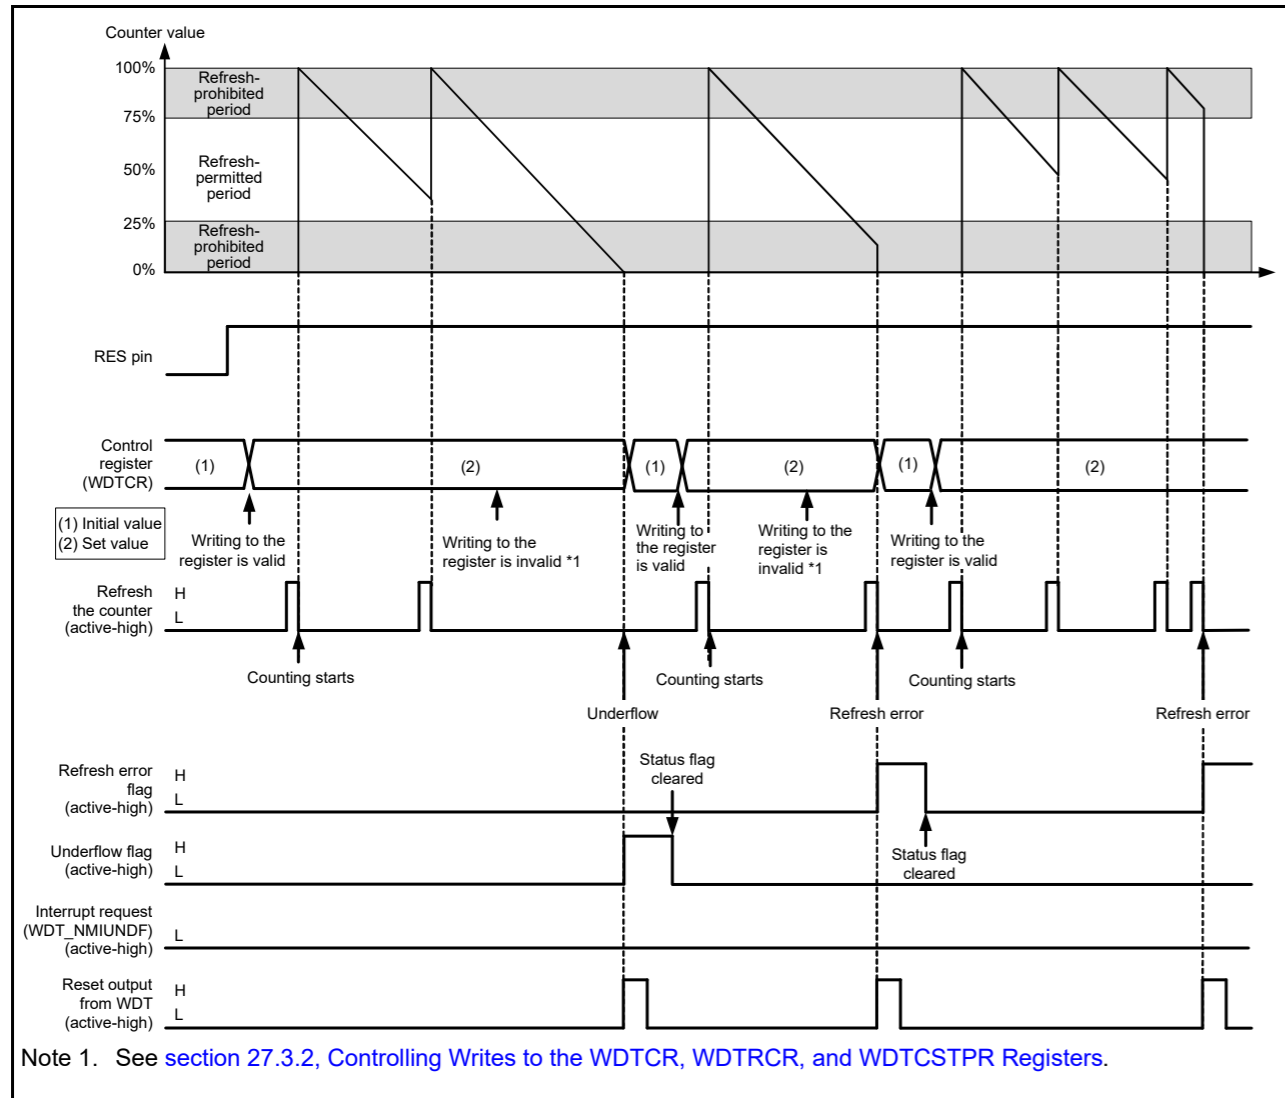 Counter value
100%
Refresh-
prohibited
period
75%
50%
Refresh-
permitted
period
25%
Refresh-
prohibited
period
0%
RES pin
Control
register
(WDTCR)
(1)
(2)
(1)
(2)
(1)
(2)
(1) Initial value
(2) Set value
Writing to the
register is valid
Writing to the
register is invalid *1
Writing to
the register
is valid
Writing to the
register is
invalid *1
Writing to the
register is valid
Refresh
the counter
(active-high)
H
L
Counting starts
Counting starts
Counting starts
Underflow
Refresh error
Refresh error
Refresh error
flag
(active-high)
H
L
Status flag
cleared
Status flag
cleared
Underflow flag
(active-high)
H
L
Interrupt request
(WDT_NMIUNDF)
(active-high)
L
Reset output
from WDT
(active-high)
H
L
Note 1. See section 27.3.2, Controlling Writes to the WDTCR, WDTRCR, and WDTCSTPR Registers.